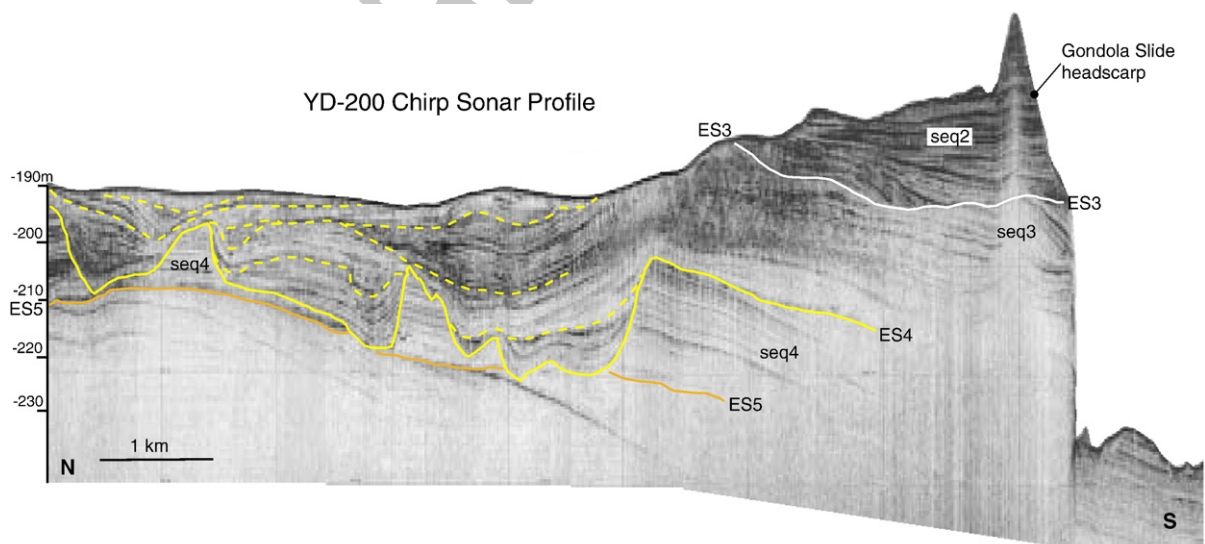 YD-200 Chirp Sonar Profile
Gondola Slide
headscarp
ES3
seq2
-190m
-200
-210
-220
-230
ES3
seq3
seq4
ES5
ES4
seq4
ES5
1 km
N
S